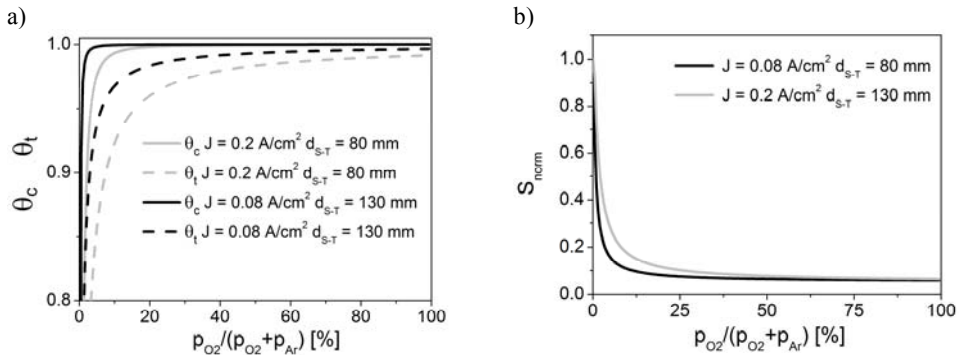 a)
b)
1.0
0.9
0.8
θc θt
θc J = 0.2 A/cm² dS-T = 80 mm
θt J = 0.2 A/cm² dS-T = 80 mm
θc J = 0.08 A/cm² dS-T = 130 mm
θt J = 0.08 A/cm² dS-T = 130 mm
0 20 40 60 80 100
pO2/(pO2+pAr) [%]
1.0
0.8
0.6
0.4
0.2
0.0
Snorm
J = 0.08 A/cm² dS-T = 80 mm
J = 0.2 A/cm² dS-T = 130 mm
0 25 50 75 100
pO2/(pO2+pAr) [%]